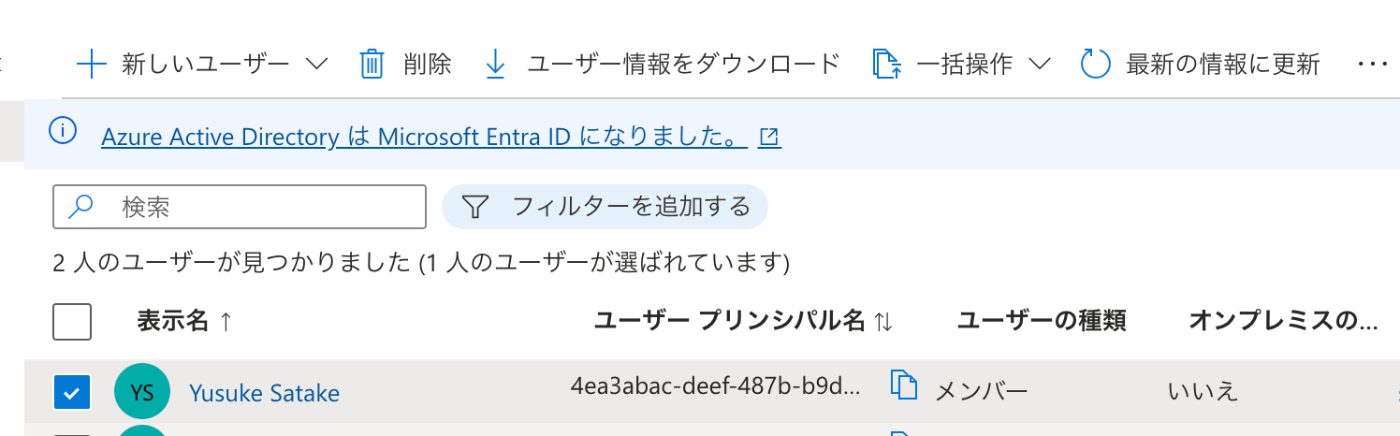 新しいユーザー 削除 ユーザー情報をダウンロード 一括操作 最新の情報に更新 ...
Azure Active Directory は Microsoft Entra ID になりました。
検索 フィルターを追加する
2 人のユーザーが見つかりました (1 人のユーザーが選ばれています)
表示名 ↑ ユーザー プリンシパル名 ↑↓ ユーザーの種類 オンプレミスの...
YS Yusuke Satake 4ea3abac-deef-487b-b9d... メンバー いいえ